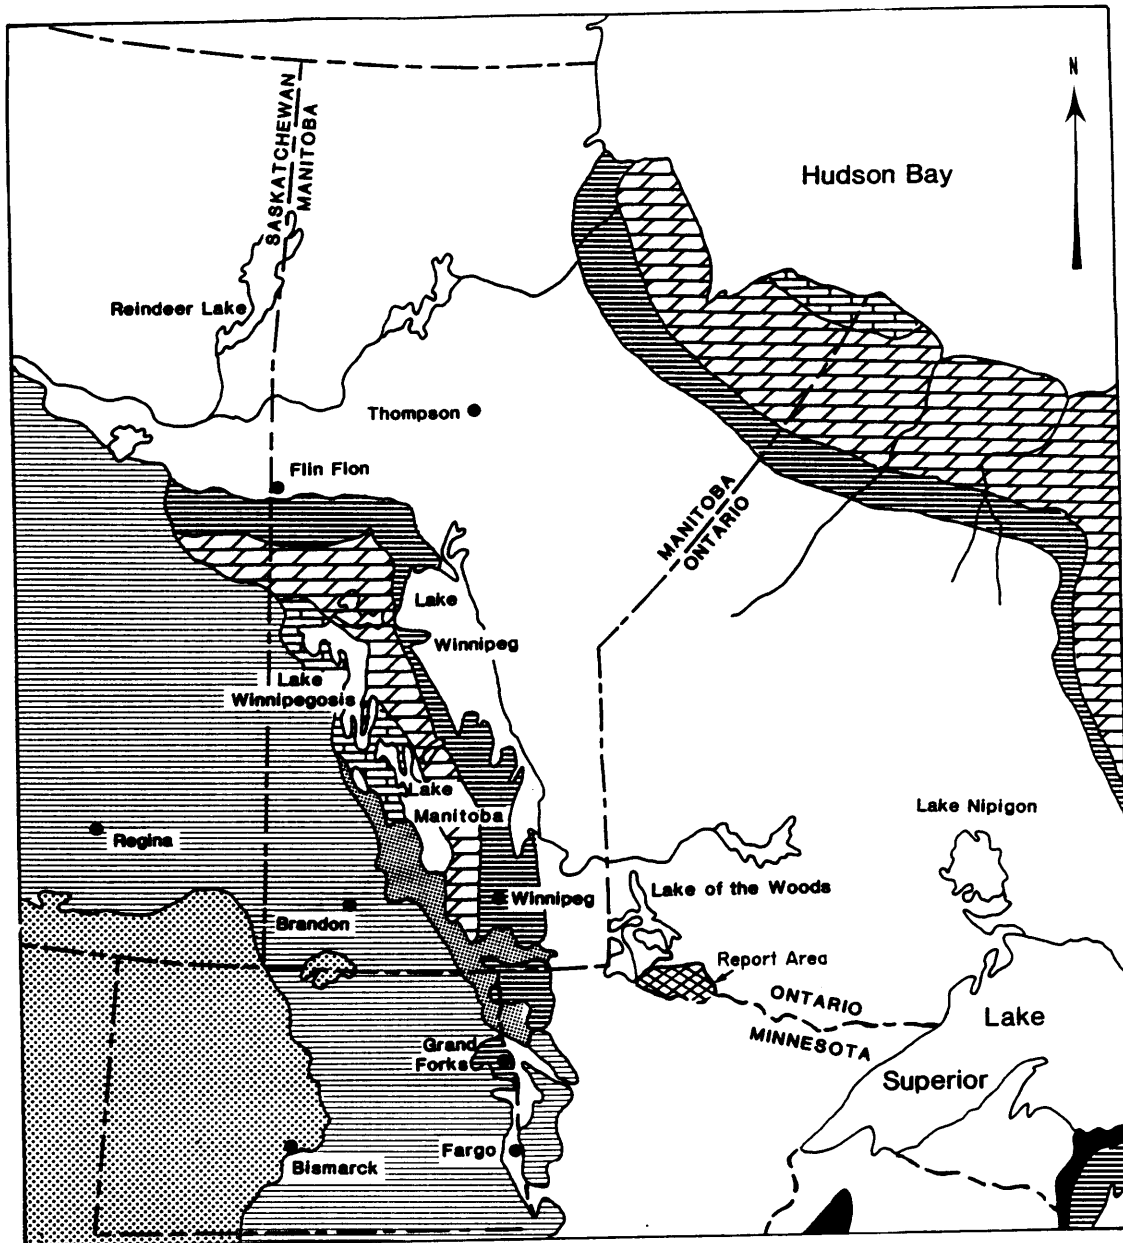 N
Hudson Bay
SASKATCHEWAN
MANITOBA
Reindeer Lake
Thompson
Flin Flon
MANITOBA
ONTARIO
Lake
Winnipeg
Lake
Winnipegosis
Lake
Manitoba
Lake Nipigon
Regina
Lake of the Woods
Winnipeg
Brandon
Report Area
ONTARIO
MINNESOTA
Lake
Superior
Grand
Forks
Fargo
Bismarck